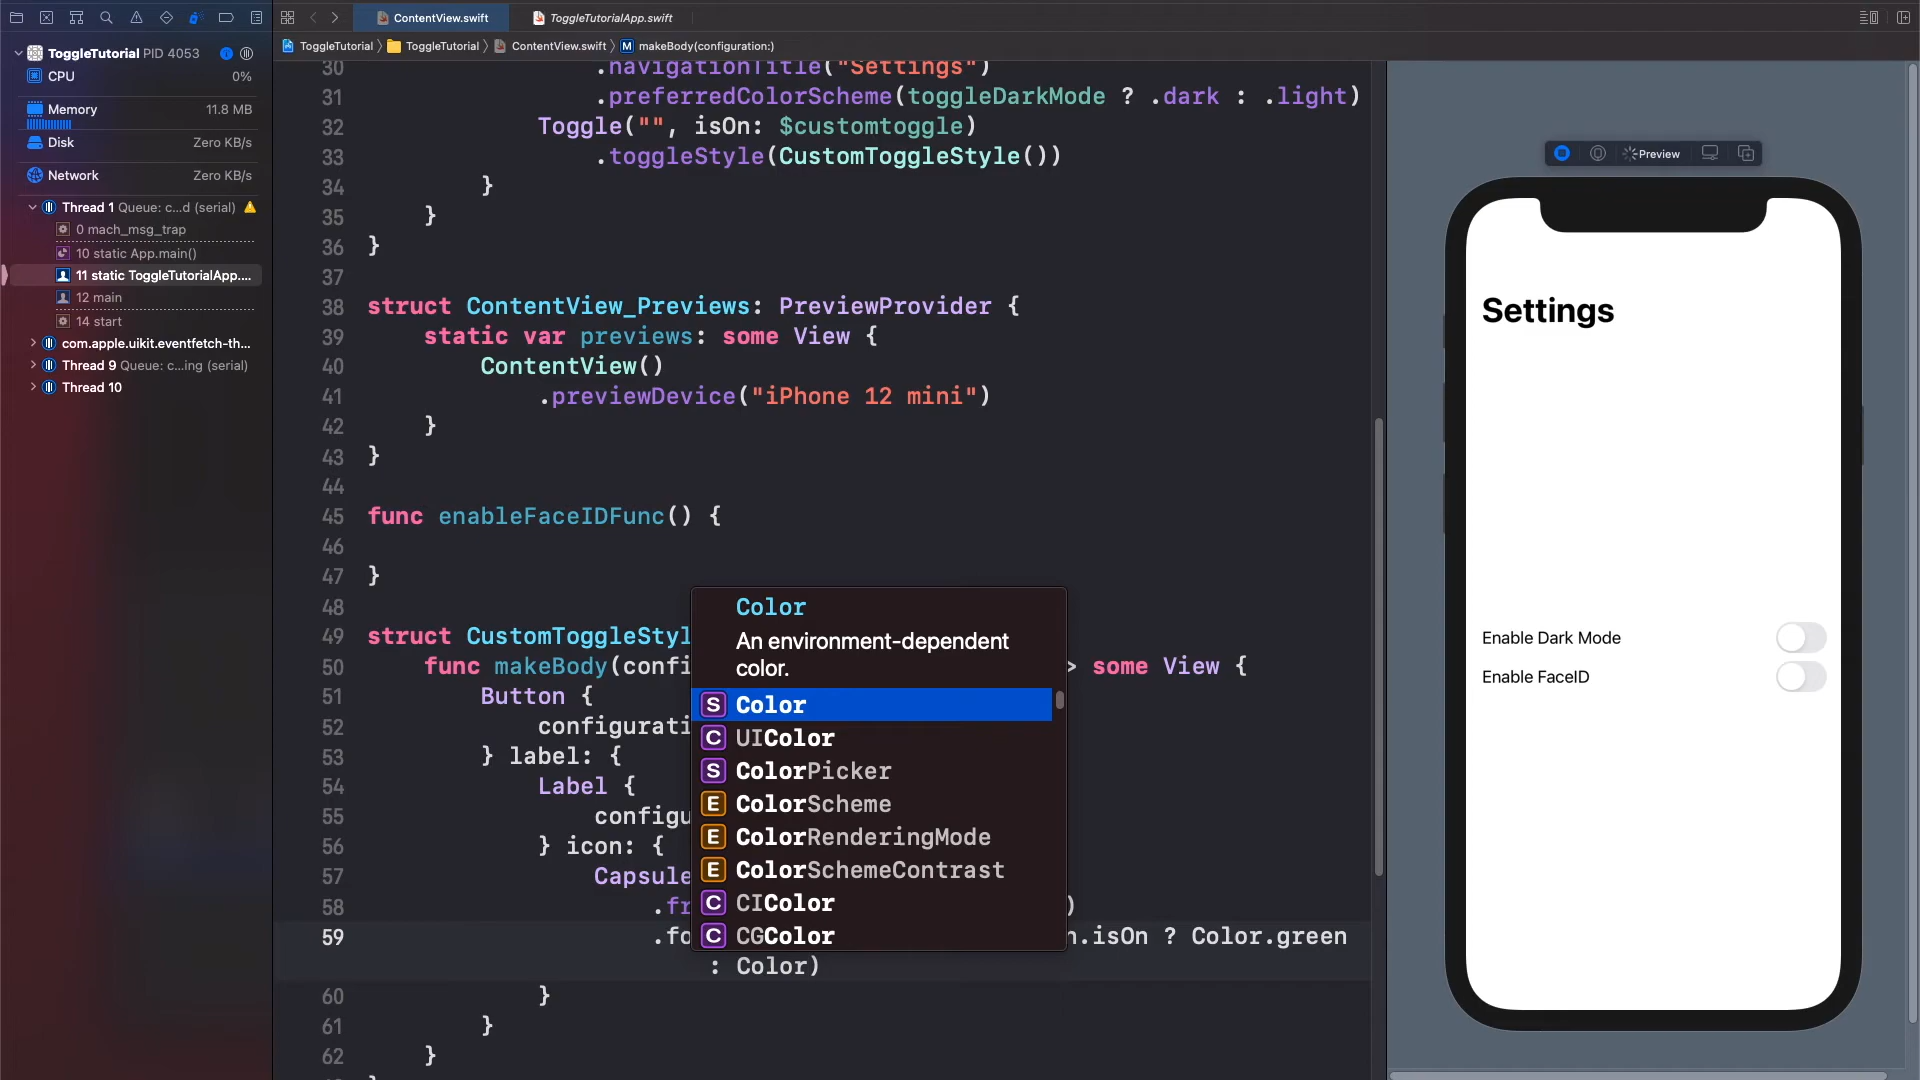 ContentView.swift
ToggleTutorialApp.swift
ToggleTutorial PID 4053
ToggleTutorial
ToggleTutorial
ContentView.swift
M
makeBody(configuration:)
CPU 0%
Memory 11.8 MB
Disk Zero KB/s
Network Zero KB/s
Thread 1 Queue: c...d (serial)
0 mach_msg_trap
10 static App.main()
11 static ToggleTutorialApp....
12 main
14 start
com.apple.uikit.eventfetch-th...
Thread 9 Queue: c...ing (serial)
Thread 10
30 .navigationTitle("Settings")
31 .preferredColorScheme(toggleDarkMode ? .dark : .light)
32 Toggle("", isOn: $customtoggle)
33 .toggleStyle(CustomToggleStyle())
34 }
35 }
36 }
37
38 struct ContentView_Previews: PreviewProvider {
39 static var previews: some View {
40 ContentView()
41 .previewDevice("iPhone 12 mini")
42 }
43 }
44
45 func enableFaceIDFunc() {
46
47 }
48
49 struct CustomToggleStyl
50 func makeBody(confi > some View {
51 Button {
52 configurati
53 } label: {
54 Label {
55 configu
56 } icon: {
57 Capsule
58 .fr )
59 .fo n.isOn ? Color.green
: Color)
60 }
61 }
62 }
Color
An environment-dependent
color.
S Color
C UIColor
S ColorPicker
E ColorScheme
E ColorRenderingMode
E ColorSchemeContrast
C CIColor
C CGColor
Preview
Settings
Enable Dark Mode
Enable FaceID